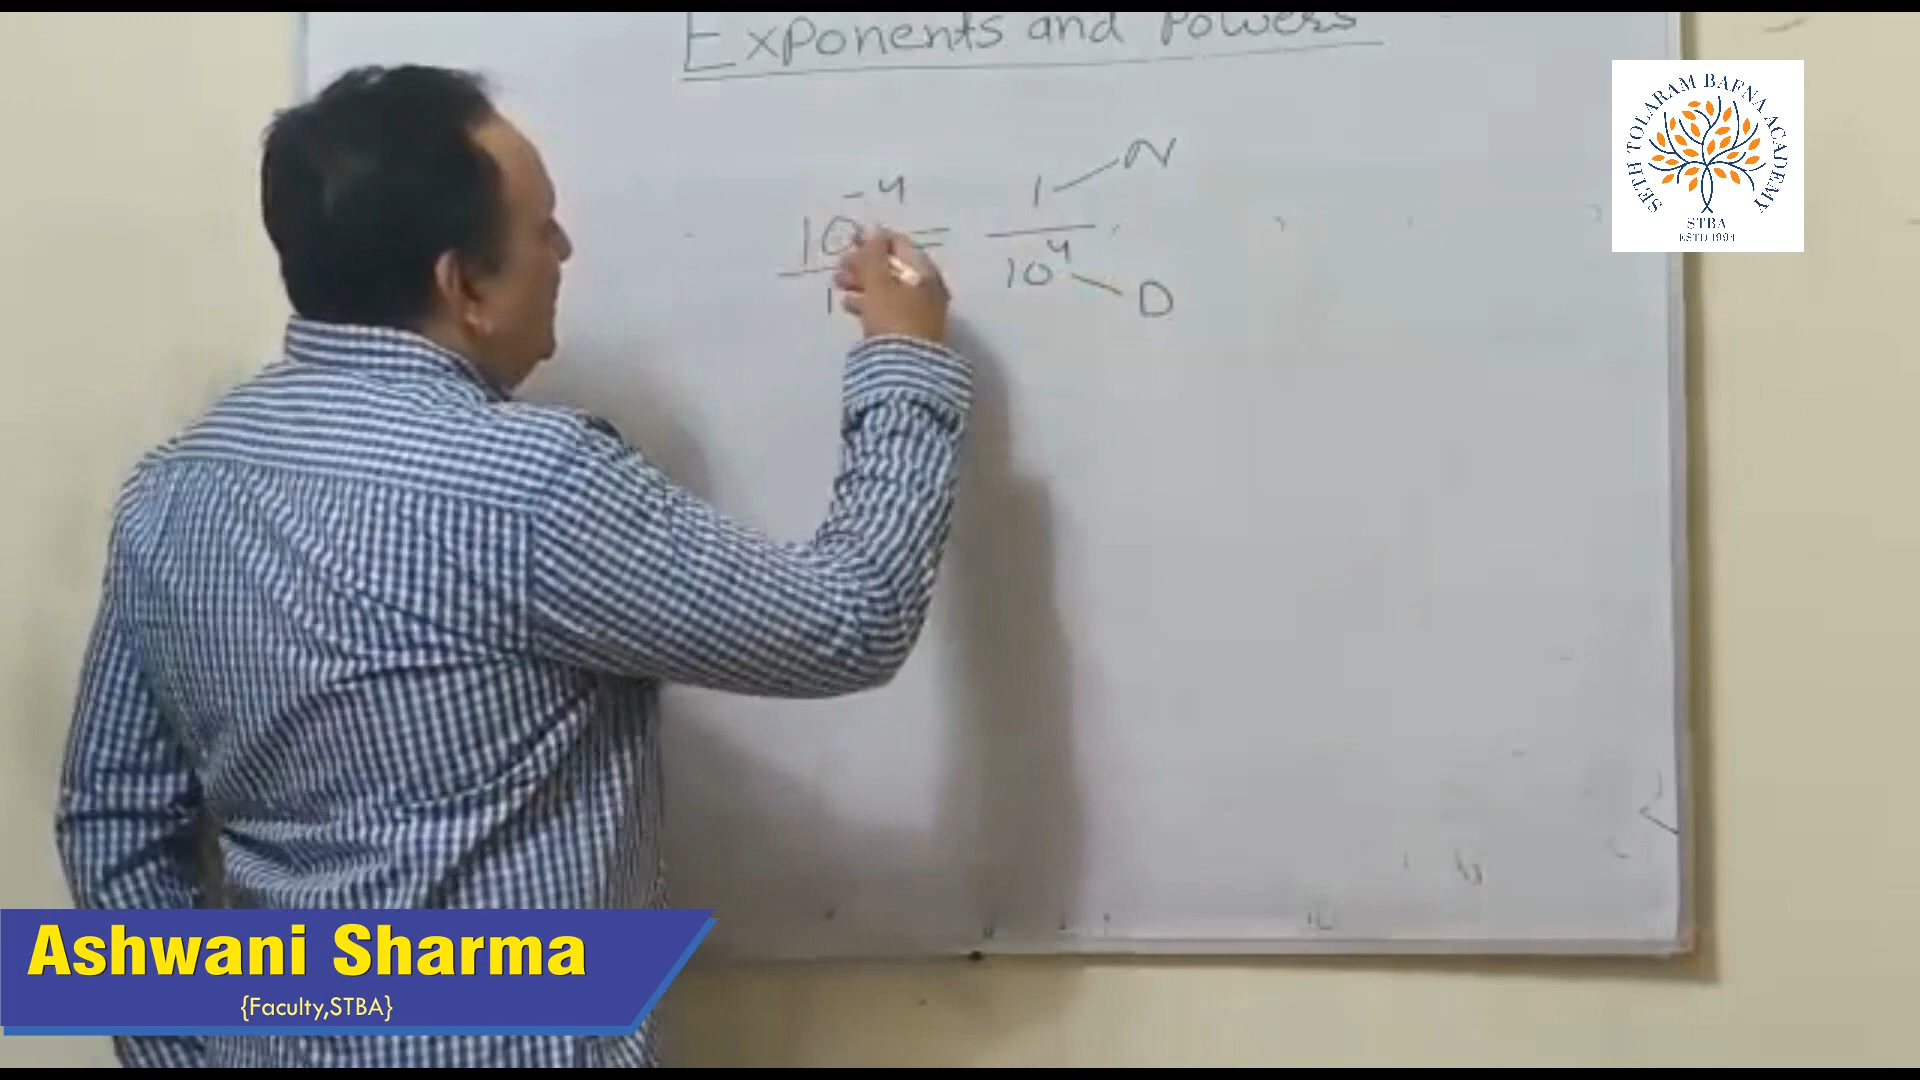 Exponents and Powers
10⁻⁴ / 1 = 1 / 10⁴
N
D
SETH TOLARAM BAFNA ACADEMY
STBA
ESTD 1994
Ashwani Sharma
{Faculty,STBA}